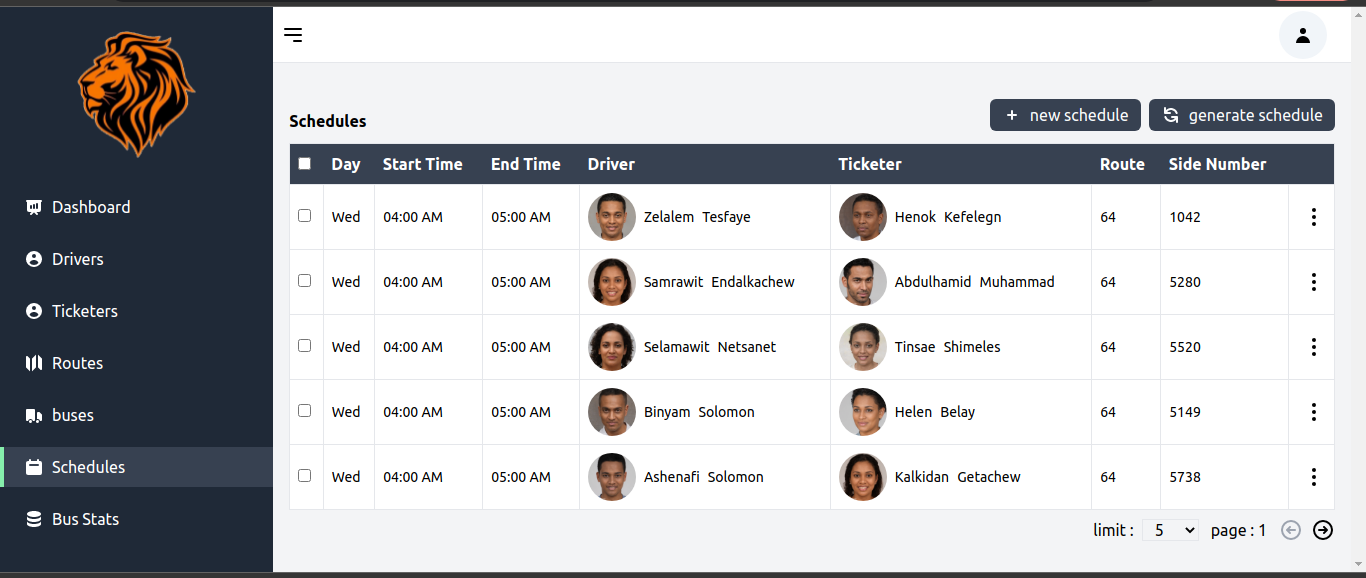 Dashboard
Drivers
Ticketers
Routes
buses
Schedules
Bus Stats
Schedules
+ new schedule generate schedule
Day Start Time End Time Driver Ticketer Route Side Number
Wed 04:00 AM 05:00 AM Zelalem Tesfaye Henok Kefelegn 64 1042
Wed 04:00 AM 05:00 AM Samrawit Endalkachew Abdulhamid Muhammad 64 5280
Wed 04:00 AM 05:00 AM Selamawit Netsanet Tinsae Shimeles 64 5520
Wed 04:00 AM 05:00 AM Binyam Solomon Helen Belay 64 5149
Wed 04:00 AM 05:00 AM Ashenafi Solomon Kalkidan Getachew 64 5738
limit : 5 page : 1